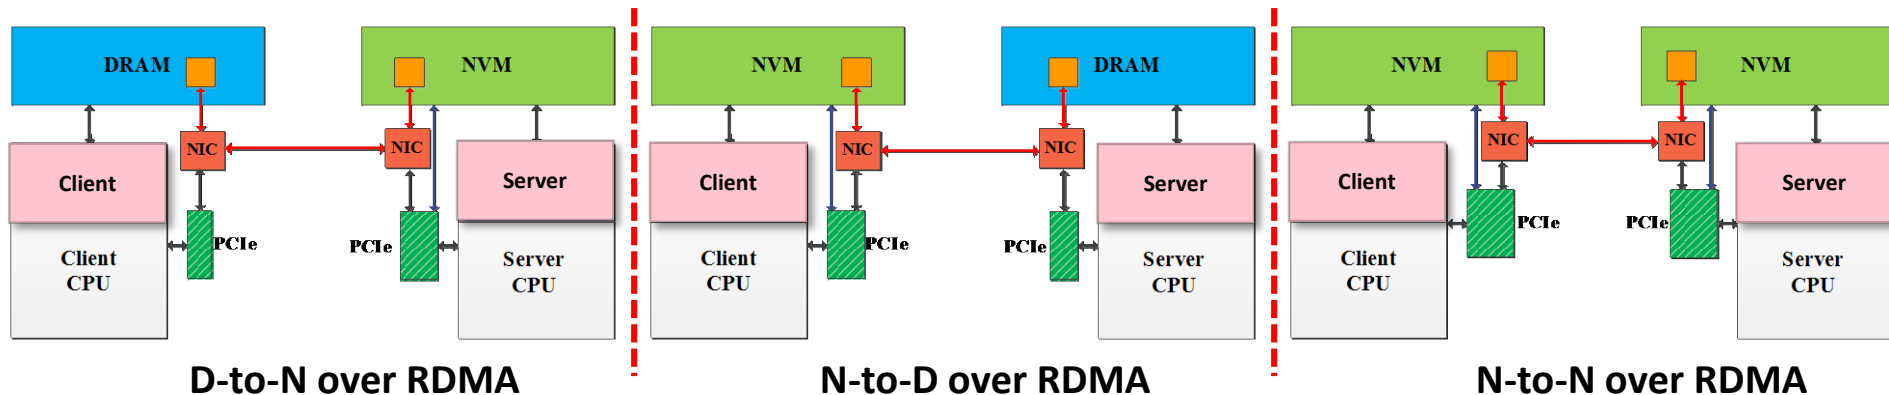 DRAM
NVM
NIC
NIC
Client
Server
PCIe
PCIe
Client
CPU
Server
CPU
D-to-N over RDMA
NVM
DRAM
NIC
NIC
Client
Server
PCIe
PCIe
Client
CPU
Server
CPU
N-to-D over RDMA
NVM
NVM
NIC
NIC
Client
Server
PCIe
PCIe
Client
CPU
Server
CPU
N-to-N over RDMA